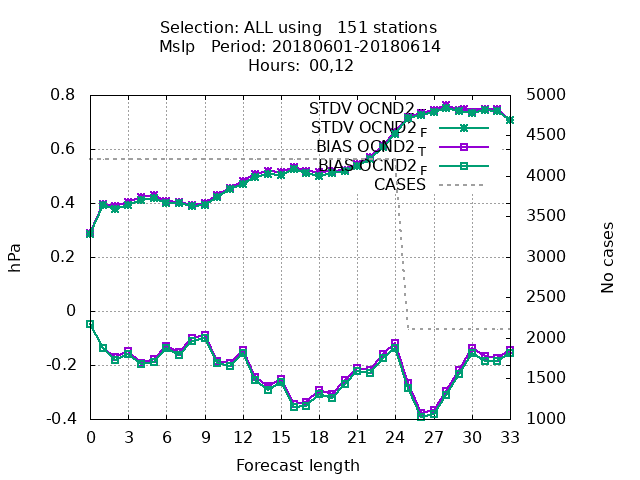 Selection: ALL using 151 stations
Mslp Period: 20180601-20180614
Hours: 00,12
0.8
0.6
0.4
0.2
0
-0.2
-0.4
hPa
STDV OCND2
STDV OCND2 F
BIAS OCND2 T
BIAS OCND2 F
CASES
5000
4500
4000
3500
3000
2500
2000
1500
1000
No cases
0 3 6 9 12 15 18 21 24 27 30 33
Forecast length